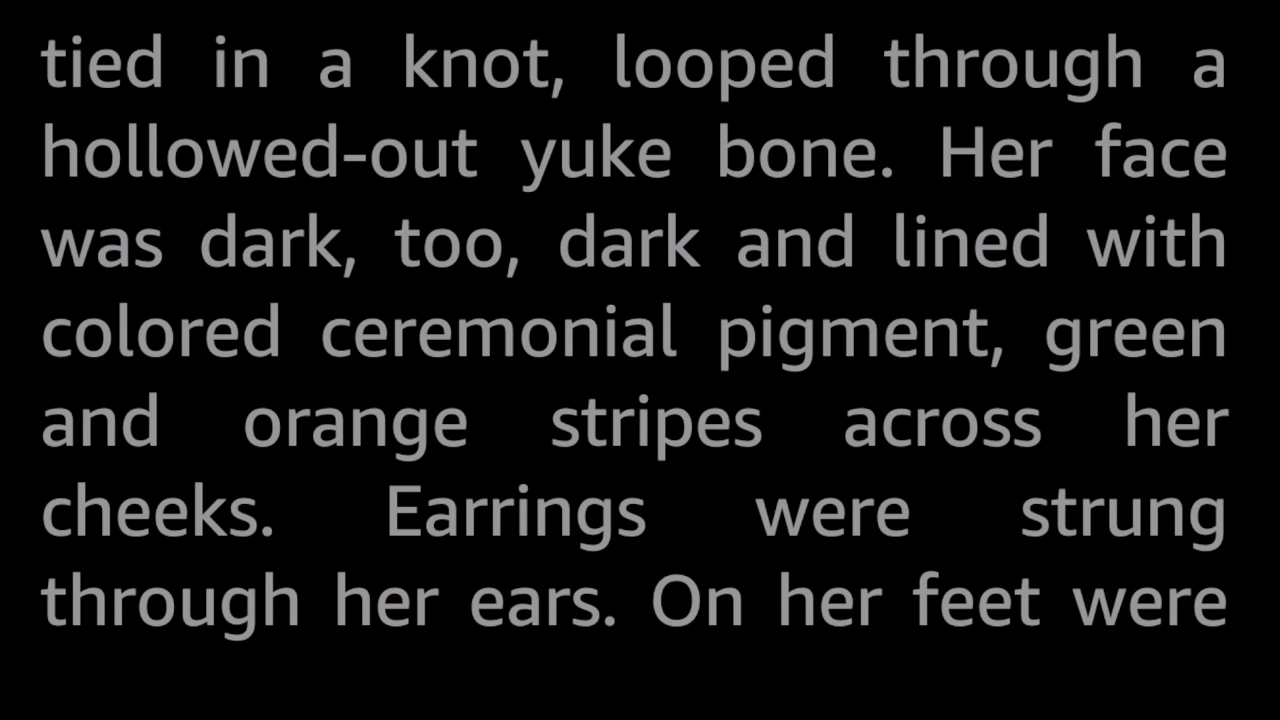 tied in a knot, looped through a
hollowed-out yuke bone. Her face
was dark, too, dark and lined with
colored ceremonial pigment, green
and orange stripes across her
cheeks. Earrings were strung
through her ears. On her feet were